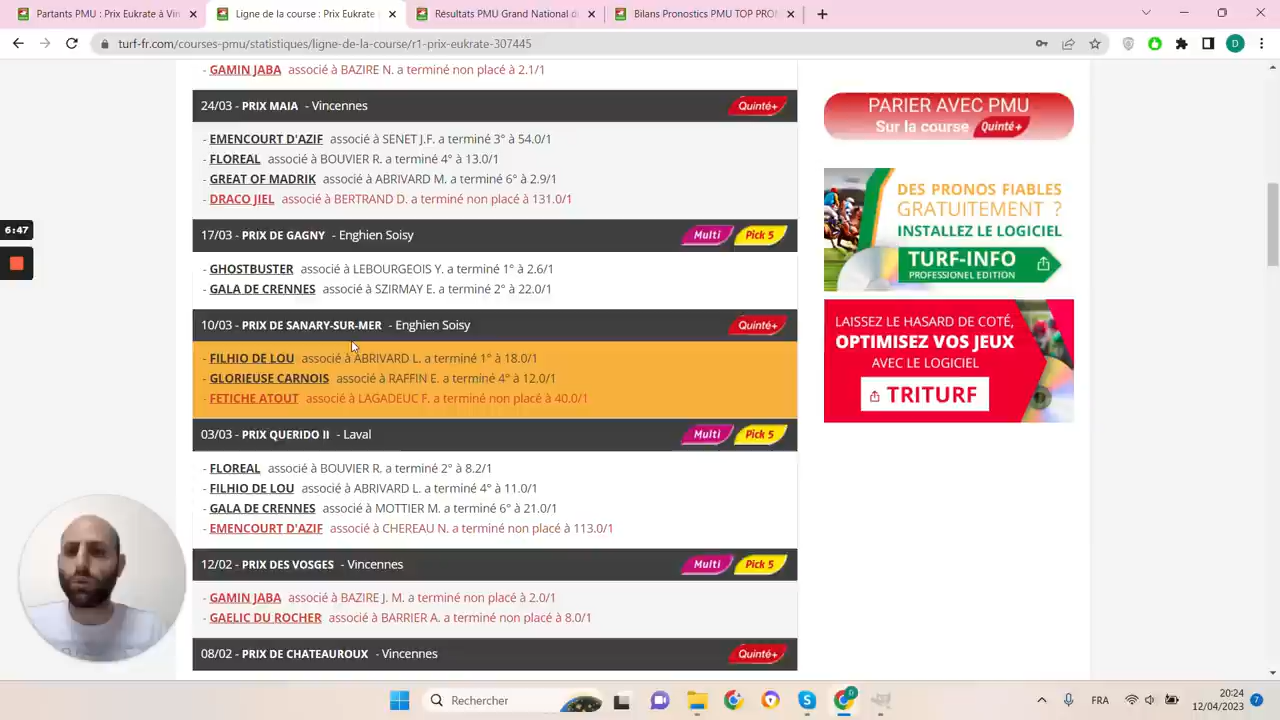 Partants PMU : Prix Eukrate à Vin
Ligne de la course : Prix Eukrate
Résultats PMU Grand National d
Bilans Pronostics PMU TOP PRO
turf-fr.com/courses-pmu/statistiques/ligne-de-la-course/r1-prix-eukrate-307445
D
- GAMIN JABA associé à BAZIRE N. a terminé non placé à 2.1/1
24/03 - PRIX MAIA - Vincennes Quinté+
- EMENCOURT D'AZIF associé à SENET J.F. a terminé 3° à 54.0/1
- FLOREAL associé à BOUVIER R. a terminé 4° à 13.0/1
- GREAT OF MADRIK associé à ABRIVARD M. a terminé 6° à 2.9/1
- DRACO JIEL associé à BERTRAND D. a terminé non placé à 131.0/1
17/03 - PRIX DE GAGNY - Enghien Soisy Multi Pick 5
- GHOSTBUSTER associé à LEBOURGEOIS Y. a terminé 1° à 2.6/1
- GALA DE CRENNES associé à SZIRMAY E. a terminé 2° à 22.0/1
10/03 - PRIX DE SANARY-SUR-MER - Enghien Soisy Quinté+
- FILHIO DE LOU associé à ABRIVARD L. a terminé 1° à 18.0/1
- GLORIEUSE CARNOIS associé à RAFFIN E. a terminé 4° à 12.0/1
- FETICHE ATOUT associé à LAGADEUC F. a terminé non placé à 40.0/1
03/03 - PRIX QUERIDO II - Laval Multi Pick 5
- FLOREAL associé à BOUVIER R. a terminé 2° à 8.2/1
- FILHIO DE LOU associé à ABRIVARD L. a terminé 4° à 11.0/1
- GALA DE CRENNES associé à MOTTIER M. a terminé 6° à 21.0/1
- EMENCOURT D'AZIF associé à CHEREAU N. a terminé non placé à 113.0/1
12/02 - PRIX DES VOSGES - Vincennes Multi Pick 5
- GAMIN JABA associé à BAZIRE J. M. a terminé non placé à 2.0/1
- GAELIC DU ROCHER associé à BARRIER A. a terminé non placé à 8.0/1
08/02 - PRIX DE CHATEAUROUX - Vincennes Quinté+
PARIER AVEC PMU
Sur la course Quinté+
DES PRONOS FIABLES
GRATUITEMENT ?
INSTALLEZ LE LOGICIEL
TURF-INFO
PROFESSIONEL EDITION
LAISSEZ LE HASARD DE COTÉ,
OPTIMISEZ VOS JEUX
AVEC LE LOGICIEL
TRITURF
6:47
Rechercher
FRA
20:24
12/04/2023
7